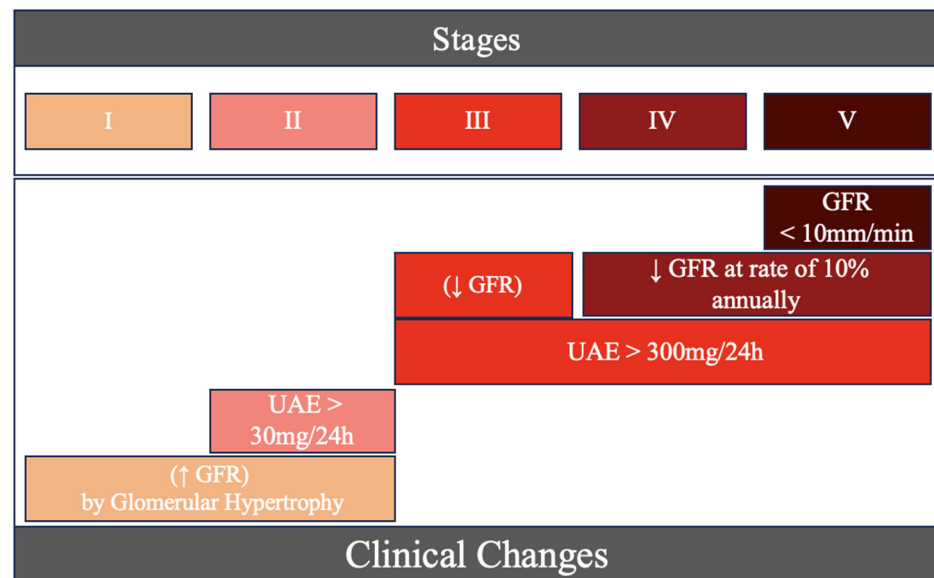 Stages
I
II
III
IV
V
GFR
< 10mm/min
(↓ GFR)
↓ GFR at rate of 10%
annually
UAE > 300mg/24h
UAE >
30mg/24h
(↑ GFR)
by Glomerular Hypertrophy
Clinical Changes